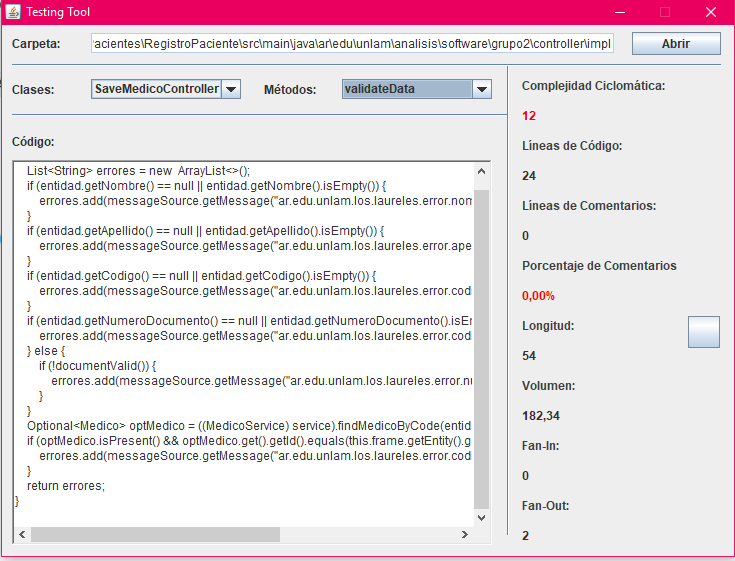 Testing Tool
Carpeta:
acientes\RegistroPaciente\src\main\java\ar\edu\unlam\analisis\software\grupo2\controller\impl
Abrir
Clases:
SaveMedicoController
Métodos:
validateData
Código:
List<String> errores = new  ArrayList<>();
if (entidad.getNombre() == null || entidad.getNombre().isEmpty()) {
errores.add(messageSource.getMessage("ar.edu.unlam.los.laureles.error.nom
}
if (entidad.getApellido() == null || entidad.getApellido().isEmpty()) {
errores.add(messageSource.getMessage("ar.edu.unlam.los.laureles.error.ape
}
if (entidad.getCodigo() == null || entidad.getCodigo().isEmpty()) {
errores.add(messageSource.getMessage("ar.edu.unlam.los.laureles.error.cod
}
if (entidad.getNumeroDocumento() == null || entidad.getNumeroDocumento().isE
errores.add(messageSource.getMessage("ar.edu.unlam.los.laureles.error.cod
} else {
if (!documentValid()) {
errores.add(messageSource.getMessage("ar.edu.unlam.los.laureles.error.nu
}
}
Optional<Medico> optMedico = ((MedicoService) service).findMedicoByCode(entid
if (optMedico.isPresent() && optMedico.get().getId().equals(this.frame.getEntity().g
errores.add(messageSource.getMessage("ar.edu.unlam.los.laureles.error.cod
}
return errores;
}
Complejidad Ciclomática:
12
Líneas de Código:
24
Líneas de Comentarios:
0
Porcentaje de Comentarios
0,00%
Longitud:
54
Volumen:
182,34
Fan-In:
0
Fan-Out:
2